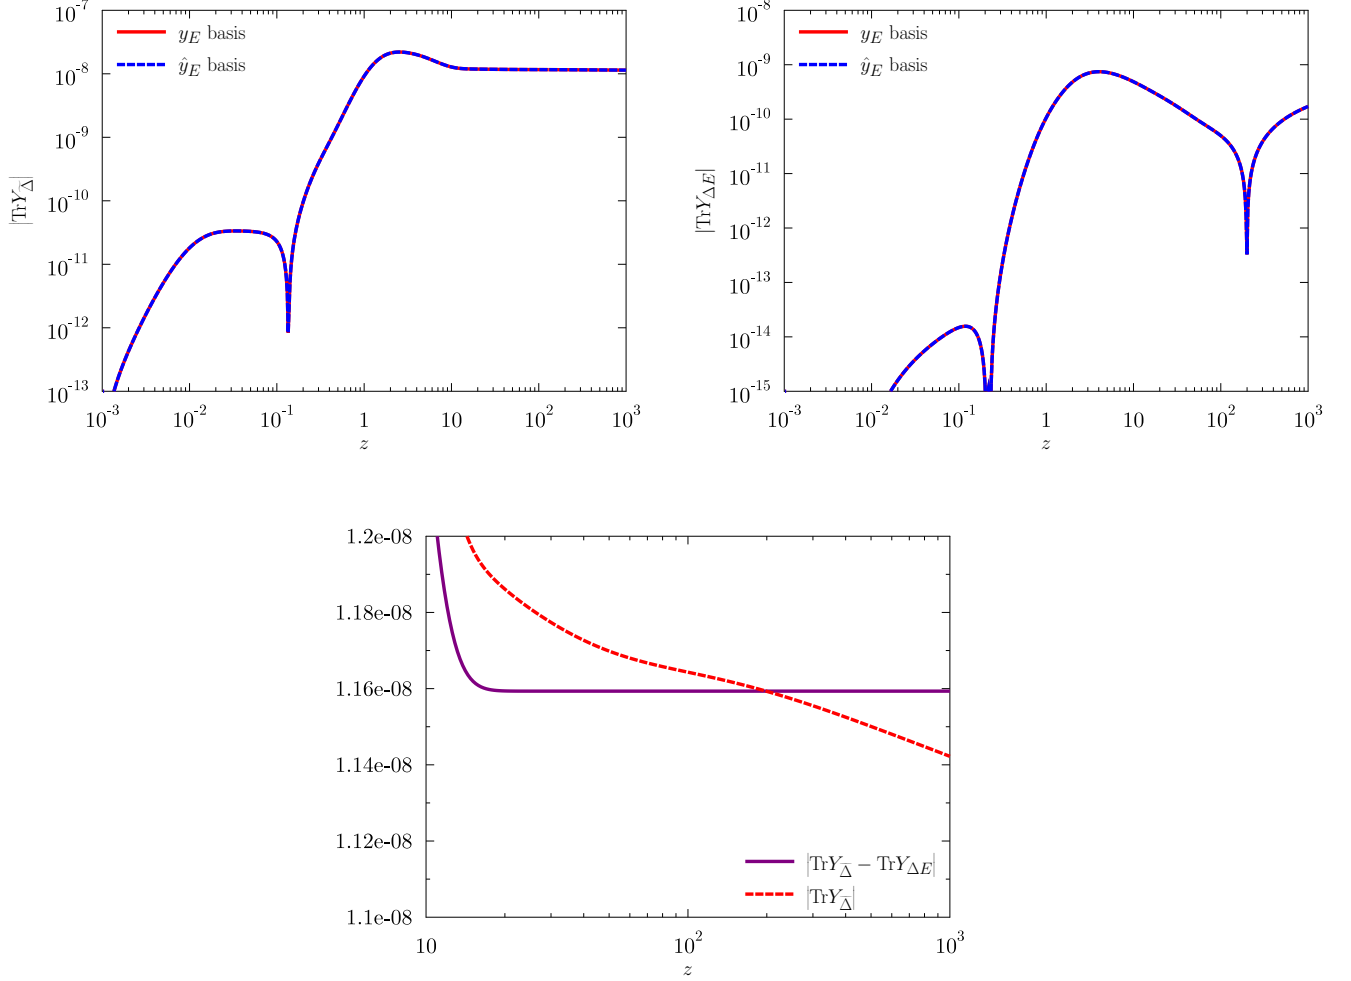 10^-7
10^-8
10^-9
10^-10
10^-11
10^-12
10^-13
|TrY_Δ̅|
y_E basis
ŷ_E basis
10^-3 10^-2 10^-1 1 10 10^2 10^3
z
10^-8
10^-9
10^-10
10^-11
10^-12
10^-13
10^-14
10^-15
|TrY_ΔE|
y_E basis
ŷ_E basis
10^-3 10^-2 10^-1 1 10 10^2 10^3
z
1.2e-08
1.18e-08
1.16e-08
1.14e-08
1.12e-08
1.1e-08
|TrY_Δ̅ − TrY_ΔE|
|TrY_Δ̅|
10 10^2 10^3
z